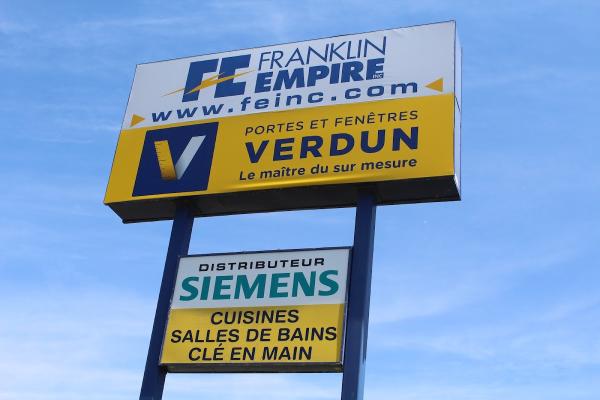 FE FRANKLIN
EMPIRE INC
www.feinc.com
PORTES ET FENÊTRES
V VERDUN
Le maître du sur mesure
DISTRIBUTEUR
SIEMENS
CUISINES
SALLES DE BAINS
CLÉ EN MAIN